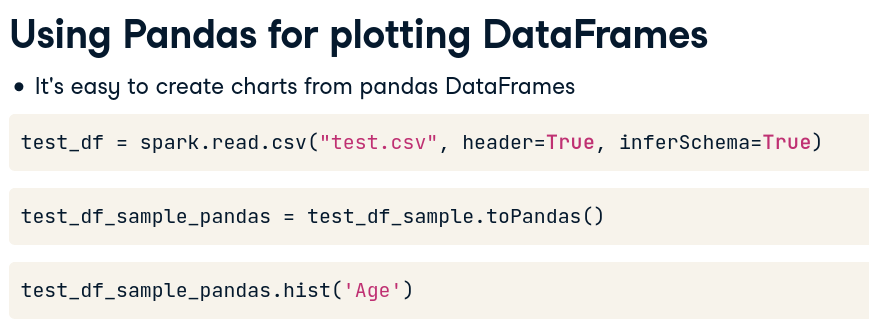 Using Pandas for plotting DataFrames
• It's easy to create charts from pandas DataFrames
test_df = spark.read.csv("test.csv", header=True, inferSchema=True)
test_df_sample_pandas = test_df_sample.toPandas()
test_df_sample_pandas.hist('Age')